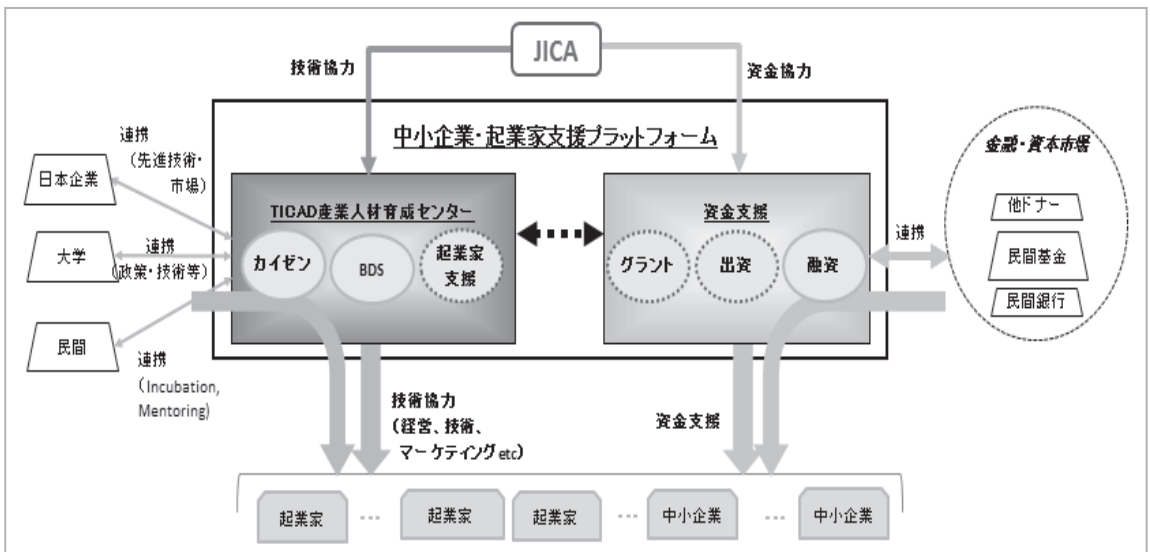 JICA
技術協力
資金協力
中小企業・起業家支援プラットフォーム
連携
(先進技術・
市場)
日本企業
大学
連携
(政策・技術等)
民間
連携
(Incubation,
Mentoring)
TICAD産業人材育成センター
カイゼン
BDS
起業家
支援
資金支援
グラント
出資
融資
連携
金融・資本市場
他ドナー
民間基金
民間銀行
技術協力
(経営、技術、
マーケティング etc)
資金支援
起業家
…
起業家
起業家
…
中小企業
…
中小企業